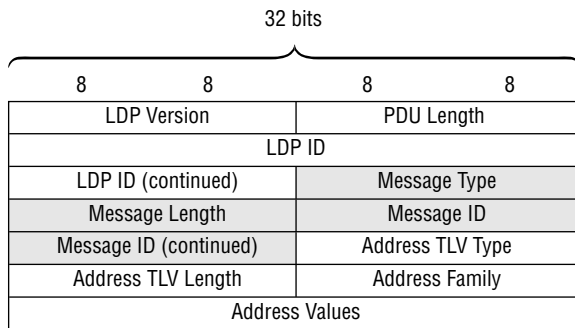 32 bits
8 8 8 8
LDP Version PDU Length
LDP ID
LDP ID (continued) Message Type
Message Length Message ID
Message ID (continued) Address TLV Type
Address TLV Length Address Family
Address Values